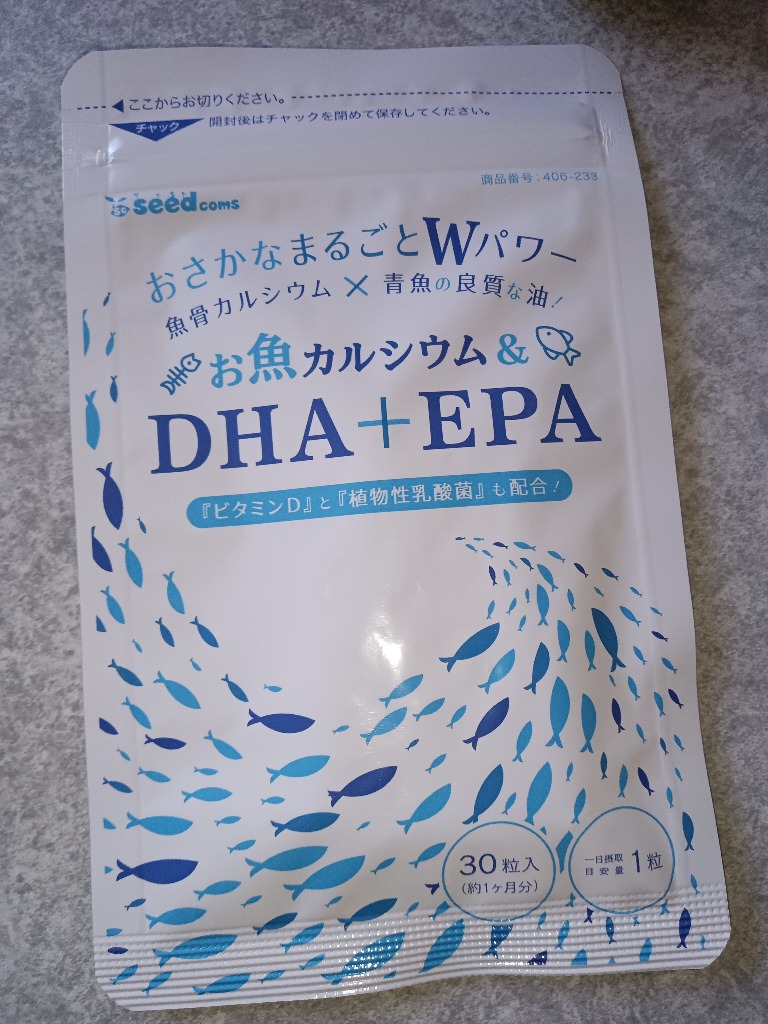 ここからお切りください。
チャック
開封後はチャックを閉めて保存してください。
商品番号：406-233
seedcoms
おさかなまるごとWパワー
魚骨カルシウム×青魚の良質な油！
お魚カルシウム&
DHA＋EPA
『ビタミンD』と『植物性乳酸菌』も配合！
30粒入
(約1ヶ月分)
一日摂取
目安量
1粒